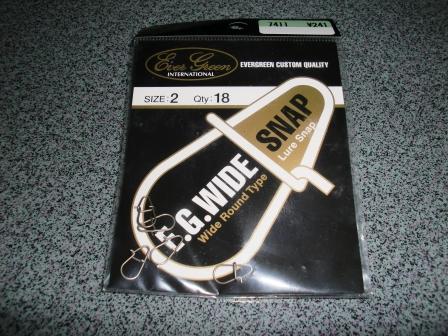 7411 ¥241
Ever Green
INTERNATIONAL
EVERGREEN CUSTOM QUALITY
SIZE:2 Qty:18
E.G.WIDE SNAP
Wide Round Type Lure Snap